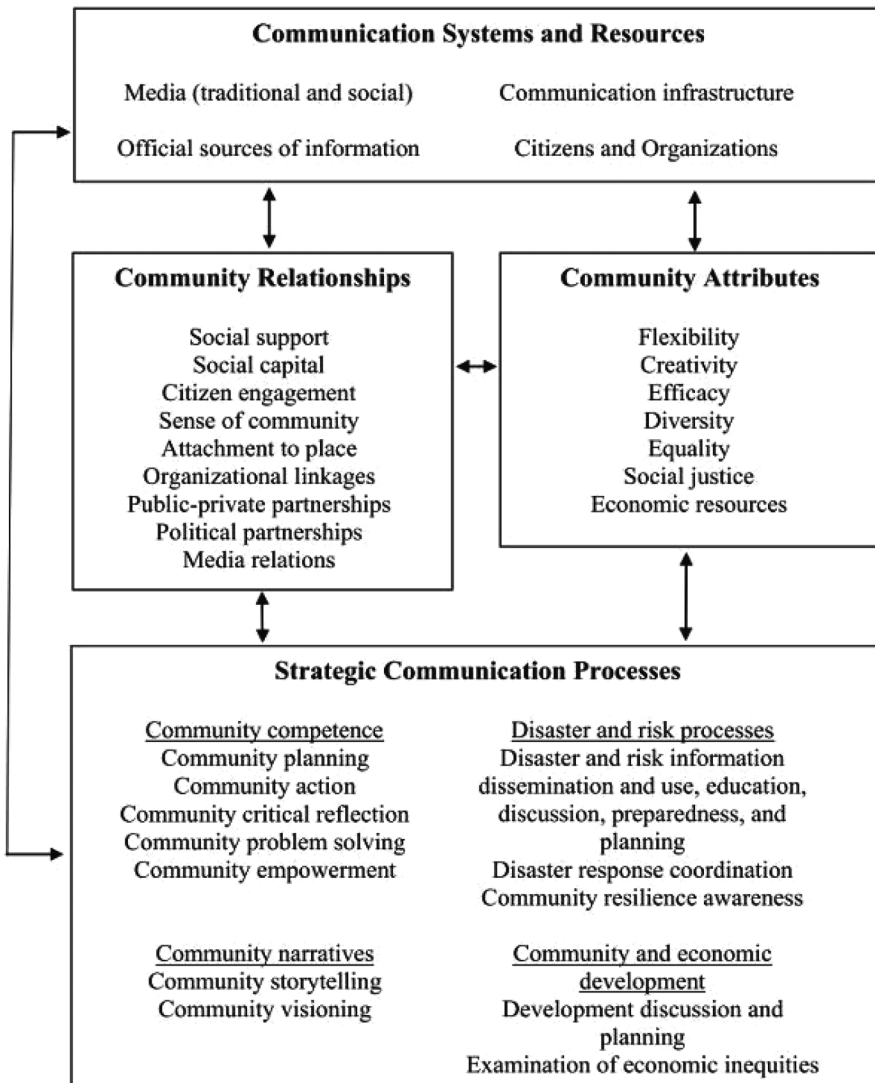 Communication Systems and Resources
Media (traditional and social)
Communication infrastructure
Official sources of information
Citizens and Organizations
Community Relationships
Social support
Social capital
Citizen engagement
Sense of community
Attachment to place
Organizational linkages
Public-private partnerships
Political partnerships
Media relations
Community Attributes
Flexibility
Creativity
Efficacy
Diversity
Equality
Social justice
Economic resources
Strategic Communication Processes
Community competence
Community planning
Community action
Community critical reflection
Community problem solving
Community empowerment
Disaster and risk processes
Disaster and risk information
dissemination and use, education,
discussion, preparedness, and
planning
Disaster response coordination
Community resilience awareness
Community narratives
Community storytelling
Community visioning
Community and economic
development
Development discussion and
planning
Examination of economic inequities